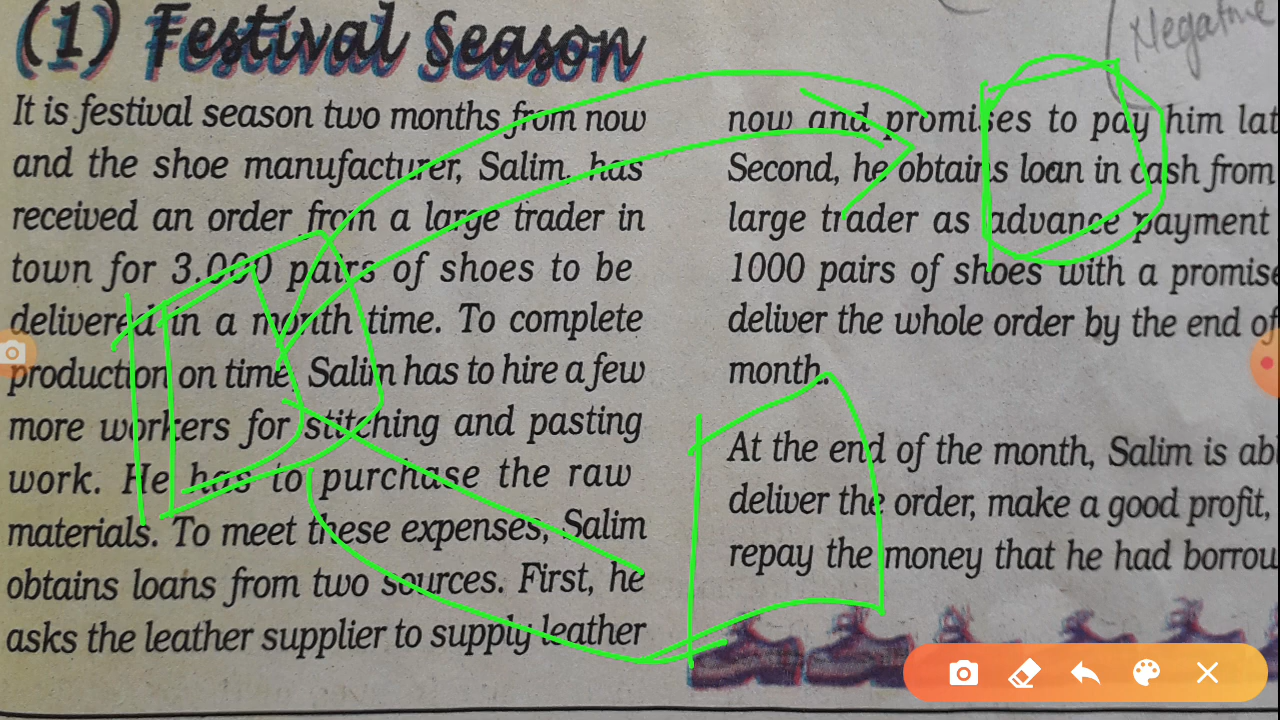 (1) Festival Season
It is festival season two months from now
and the shoe manufacturer, Salim, has
received an order from a large trader in
town for 3.000 pairs of shoes to be
delivered in a month time. To complete
production on time, Salim has to hire a few
more workers for stitching and pasting
work. He has to purchase the raw
materials. To meet these expenses, Salim
obtains loans from two sources. First, he
asks the leather supplier to supply leather
now and promises to pay him lat
Second, he obtains loan in cash from
large trader as advance payment
1000 pairs of shoes with a promise
deliver the whole order by the end of
month.
At the end of the month, Salim is ab
deliver the order, make a good profit,
repay the money that he had borrow
Negative